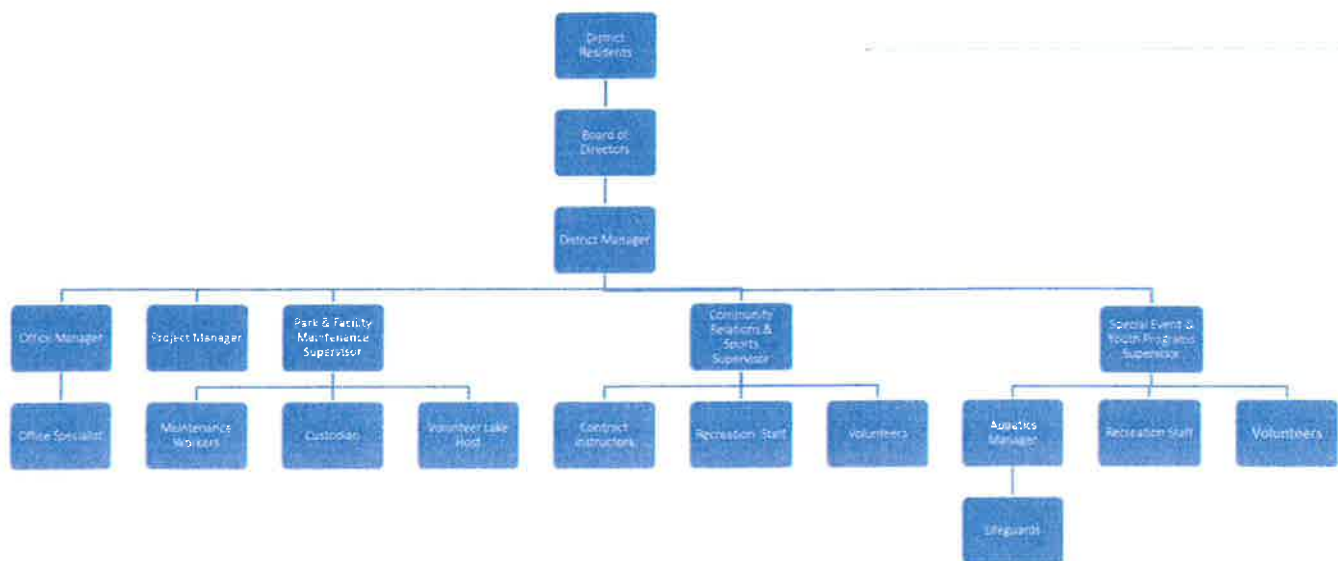 District
Residents
Board of
Directors
District Manager
Office Manager
Project Manager
Park & Facility
Maintenance
Supervisor
Community
Relations &
Sports
Supervisor
Special Event &
Youth Programs
Supervisor
Office Specialist
Maintenance
Workers
Custodian
Volunteer Lake
Host
Contract
Instructors
Recreation Staff
Volunteers
Aquatics
Manager
Recreation Staff
Volunteers
Lifeguards